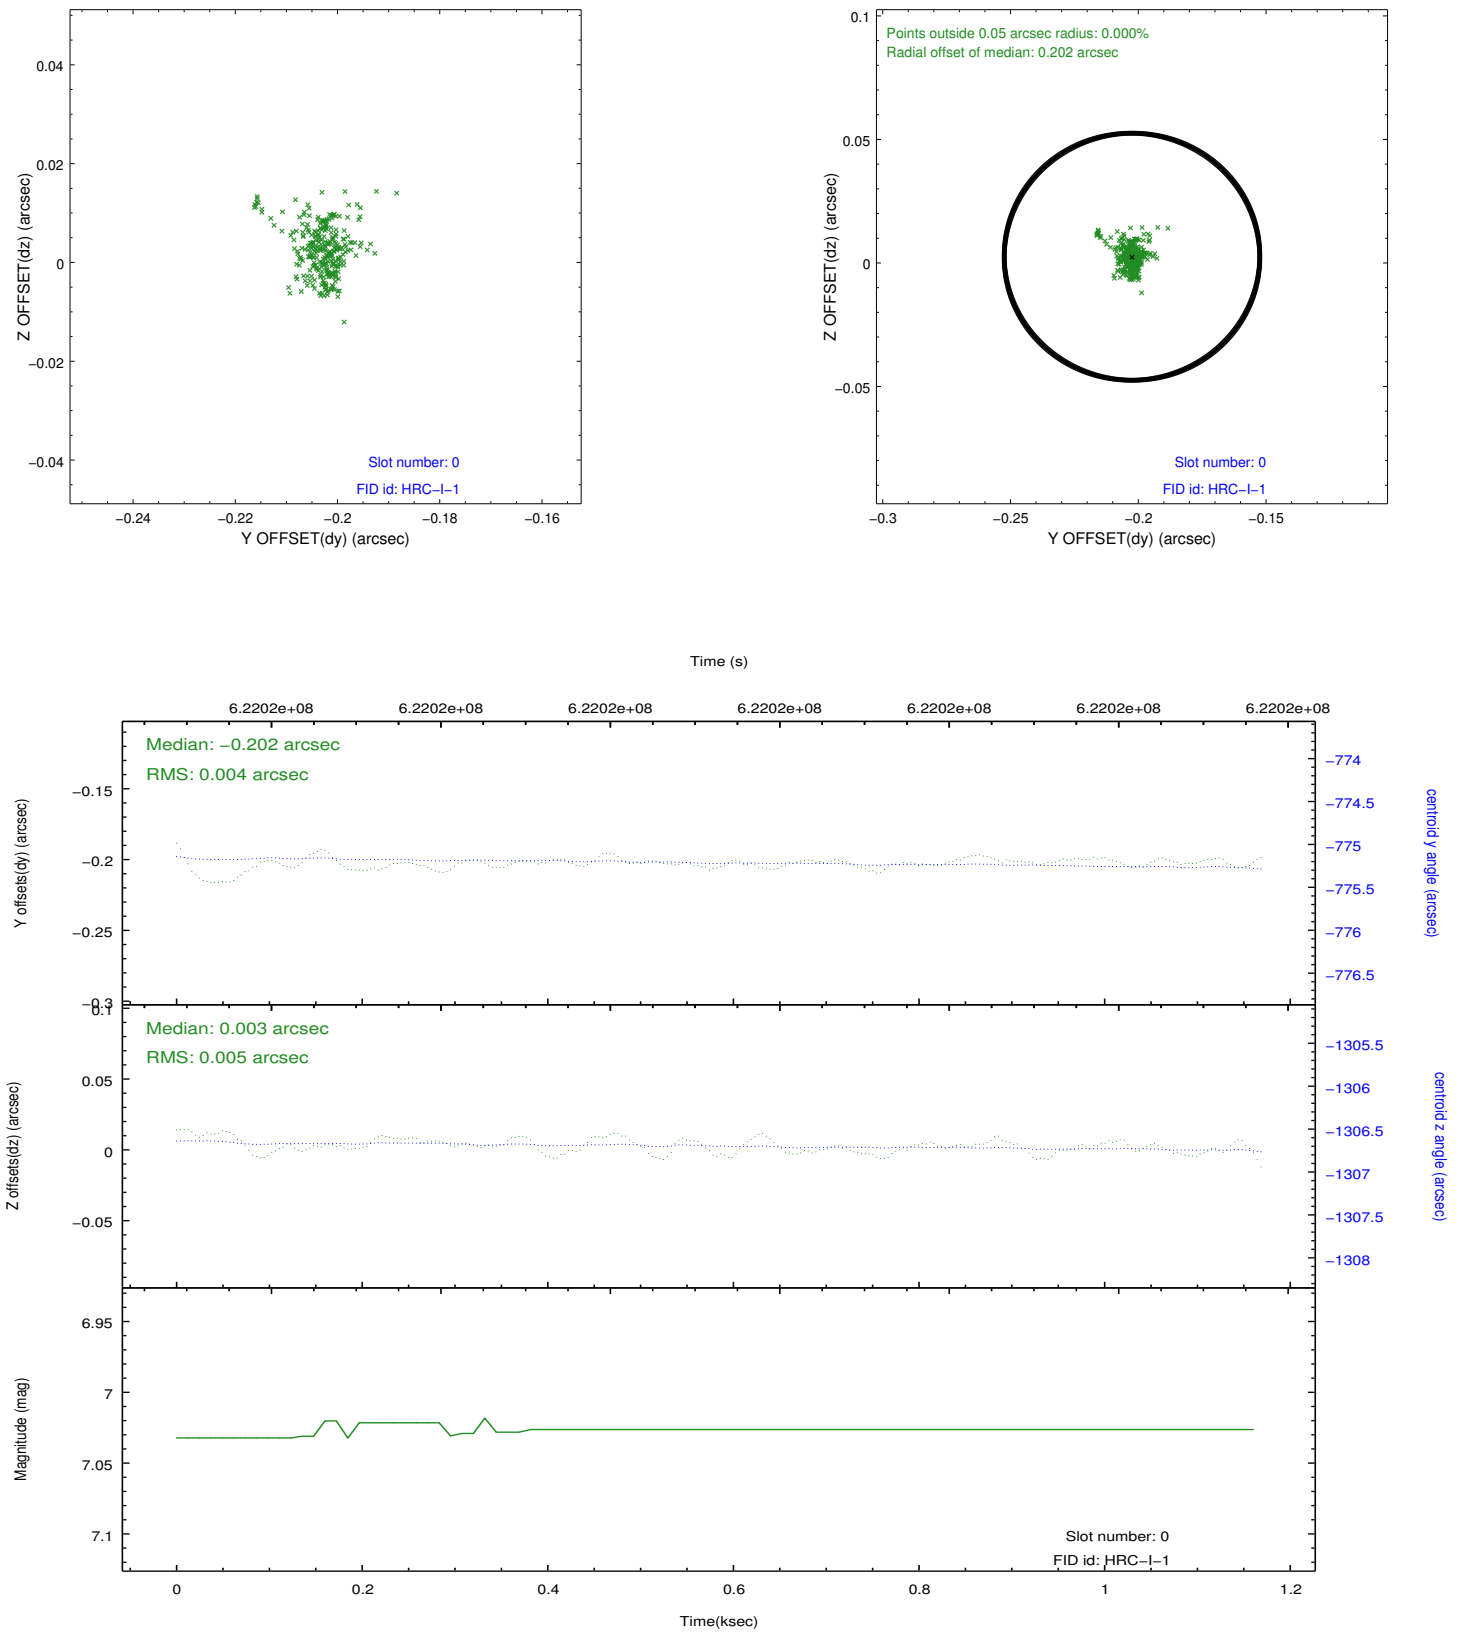 0.04
0.02
0
−0.02
−0.04
Z OFFSET(dz) (arcsec)
Slot number: 0
FID id: HRC−I−1
−0.24
−0.22
−0.2
−0.18
−0.16
Y OFFSET(dy) (arcsec)
0.1
0.05
0
−0.05
Z OFFSET(dz) (arcsec)
Points outside 0.05 arcsec radius: 0.000%
Radial offset of median: 0.202 arcsec
Slot number: 0
FID id: HRC−I−1
−0.3
−0.25
−0.2
−0.15
Y OFFSET(dy) (arcsec)
Time (s)
6.2202e+08
6.2202e+08
6.2202e+08
6.2202e+08
6.2202e+08
6.2202e+08
6.2202e+08
Median: −0.202 arcsec
RMS: 0.004 arcsec
−0.15
−0.2
−0.25
−0.3
Y offsets(dy) (arcsec)
−774
−774.5
−775
−775.5
−776
−776.5
centroid y angle (arcsec)
Median: 0.003 arcsec
RMS: 0.005 arcsec
0.1
0.05
0
−0.05
Z offsets(dz) (arcsec)
−1305.5
−1306
−1306.5
−1307
−1307.5
−1308
centroid z angle (arcsec)
6.95
7
7.05
7.1
Magnitude (mag)
Slot number: 0
FID id: HRC−I−1
0
0.2
0.4
0.6
0.8
1
1.2
Time(ksec)